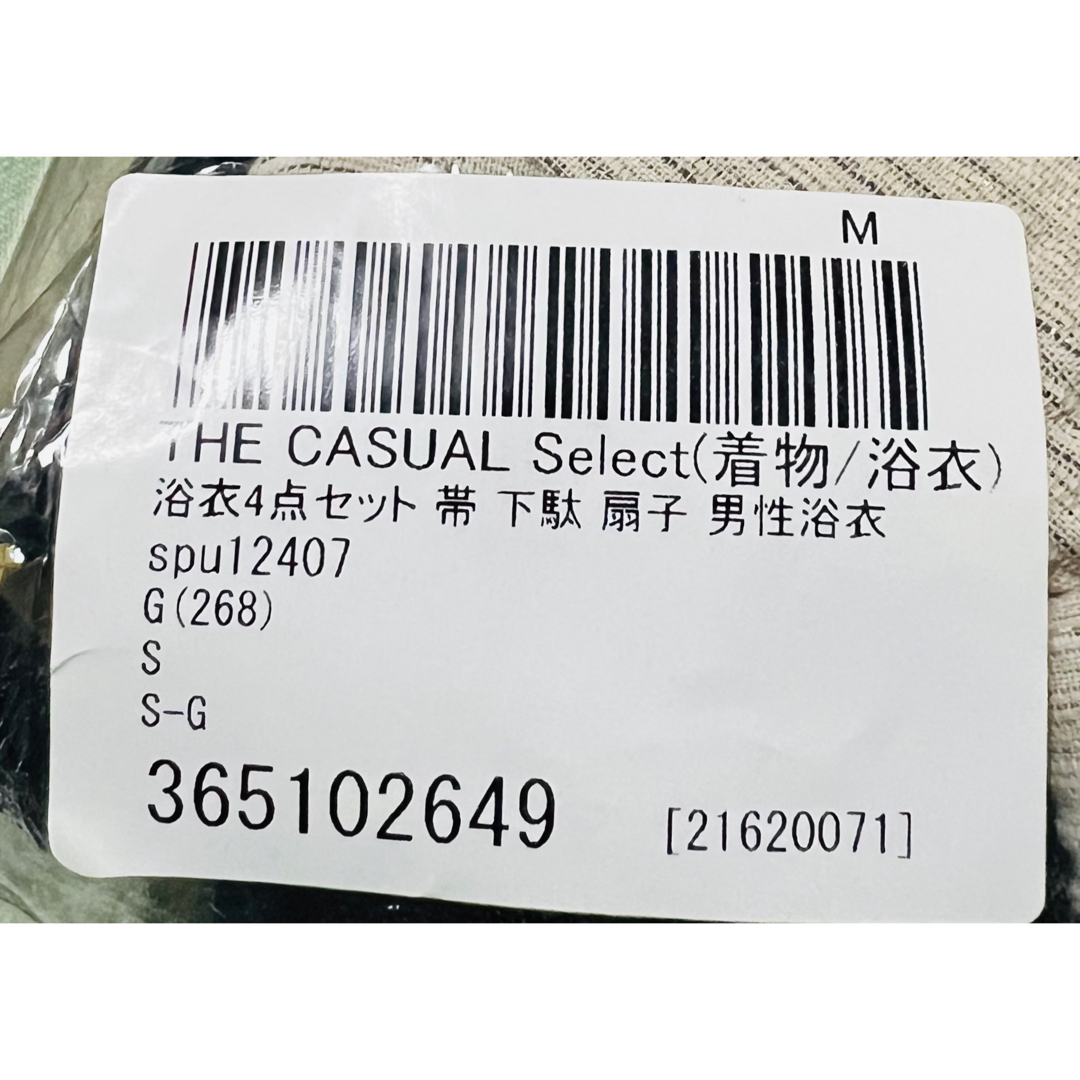 M
THE CASUAL Select(着物/浴衣)
浴衣4点セット 帯 下駄 扇子 男性浴衣
spu12407
G(268)
S
S-G
365102649 [21620071]